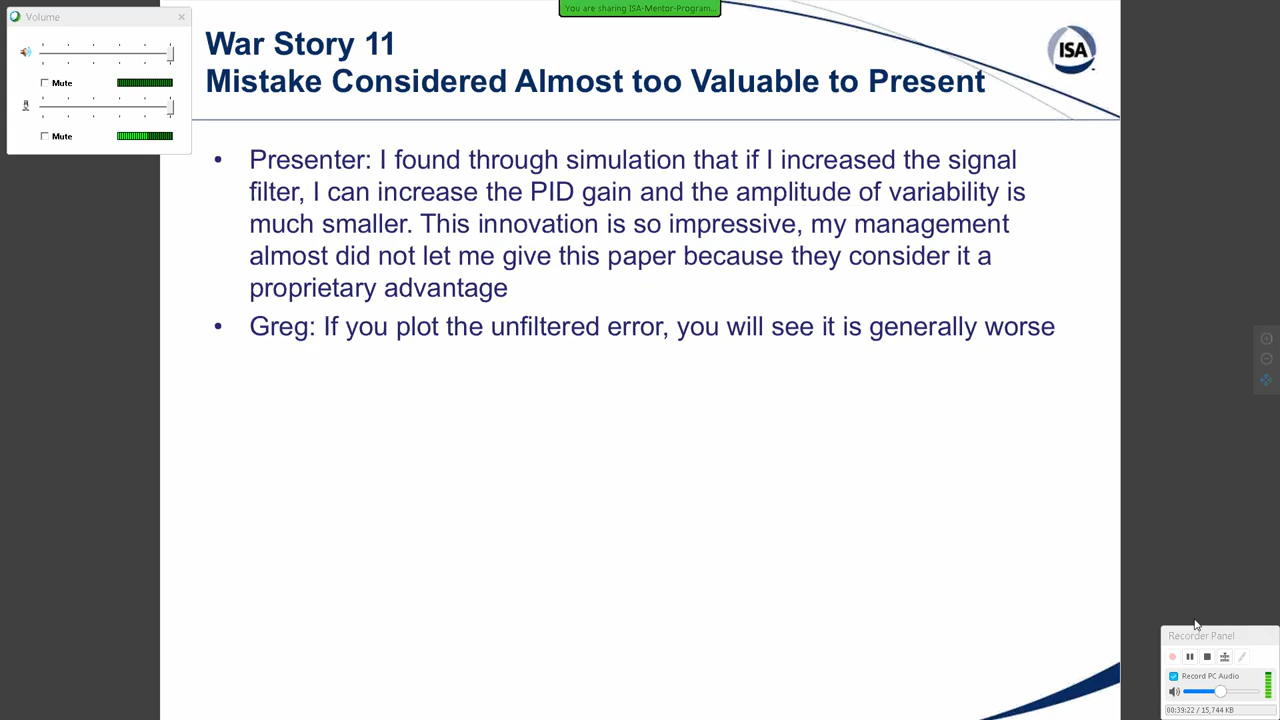 Volume
Mute
Mute
You are sharing ISA-Mentor-Program...
War Story 11
Mistake Considered Almost too Valuable to Present
ISA
• Presenter: I found through simulation that if I increased the signal
filter, I can increase the PID gain and the amplitude of variability is
much smaller. This innovation is so impressive, my management
almost did not let me give this paper because they consider it a
proprietary advantage
• Greg: If you plot the unfiltered error, you will see it is generally worse
Recorder Panel
Record PC Audio
00:39:22 / 15,744 KB